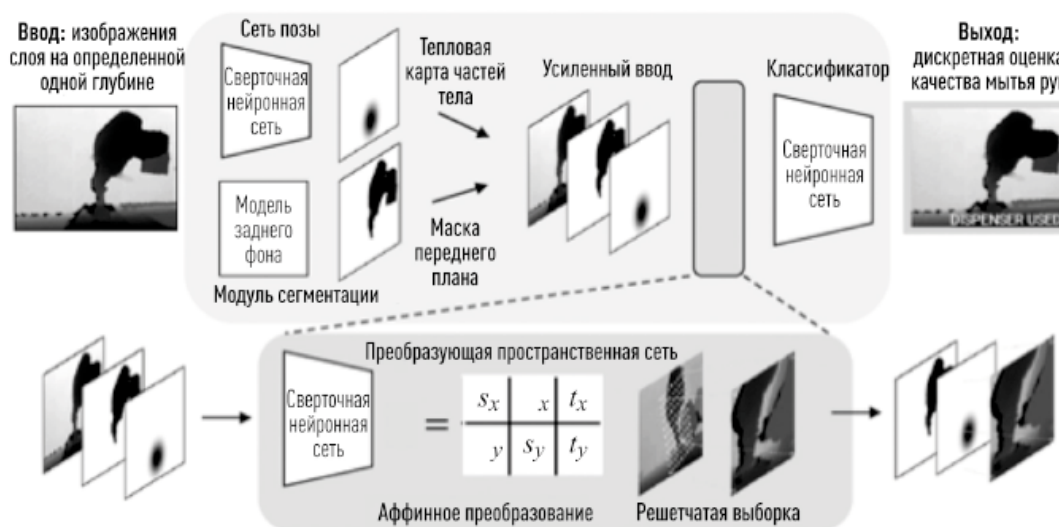 Ввод: изображения
слоя на определенной
одной глубине
Сеть позы
Сверточная
нейронная
сеть
Тепловая
карта частей
тела
Усиленный ввод
Классификатор
Сверточная
нейронная
сеть
Выход:
дискретная оценка
качества мытья рук
DISPENSER USED
Модель
заднего
фона
Маска
переднего
плана
Модуль сегментации
Преобразующая пространственная сеть
Сверточная
нейронная
сеть
=
s_x x t_x
y s_y t_y
Аффинное преобразование
Решетчатая выборка